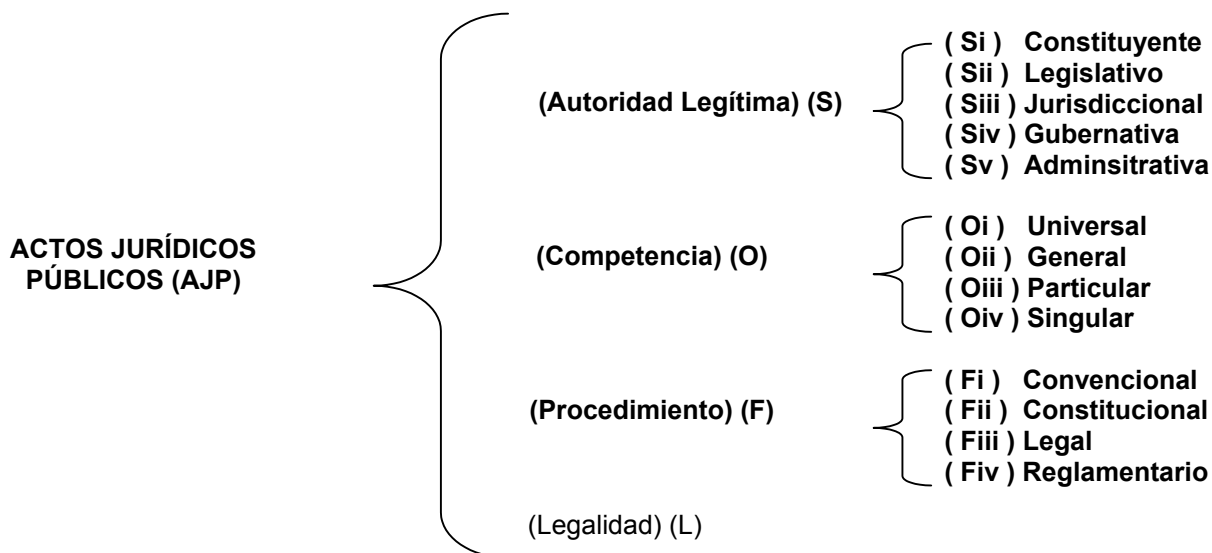 ACTOS JURÍDICOS
PÚBLICOS (AJP)
(Autoridad Legítima) (S)
( Si ) Constituyente
( Sii ) Legislativo
( Siii ) Jurisdiccional
( Siv ) Gubernativa
( Sv ) Adminsitrativa
(Competencia) (O)
( Oi ) Universal
( Oii ) General
( Oiii ) Particular
( Oiv ) Singular
(Procedimiento) (F)
( Fi ) Convencional
( Fii ) Constitucional
( Fiii ) Legal
( Fiv ) Reglamentario
(Legalidad) (L)